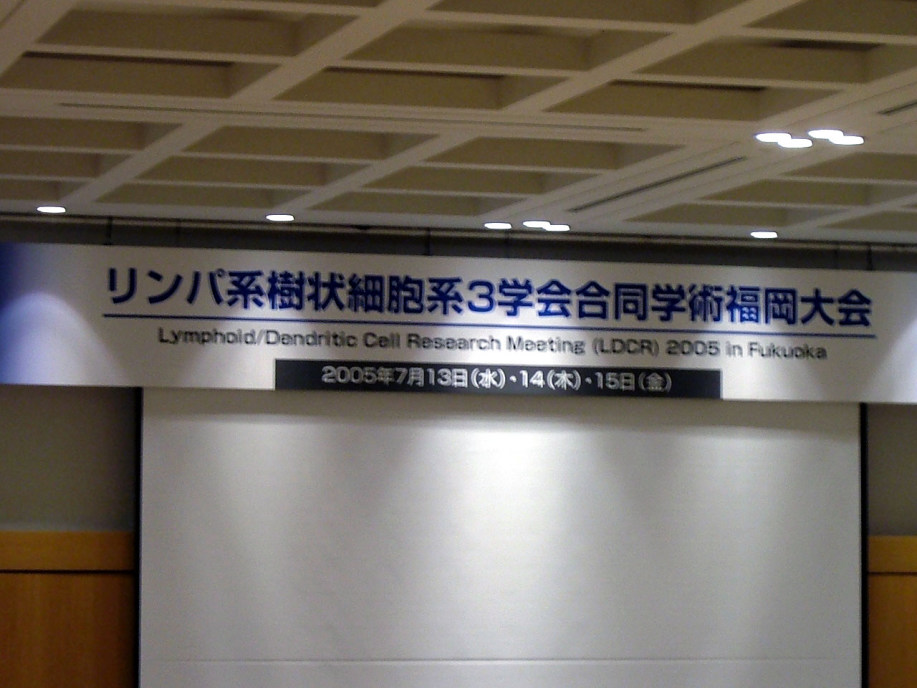 リンパ系樹状細胞系3学会合同学術福岡大会
Lymphoid/Dendritic Cell Research Meeting (LDCR) 2005 in Fukuoka
2005年7月13日(水)・14(木)・15日(金)